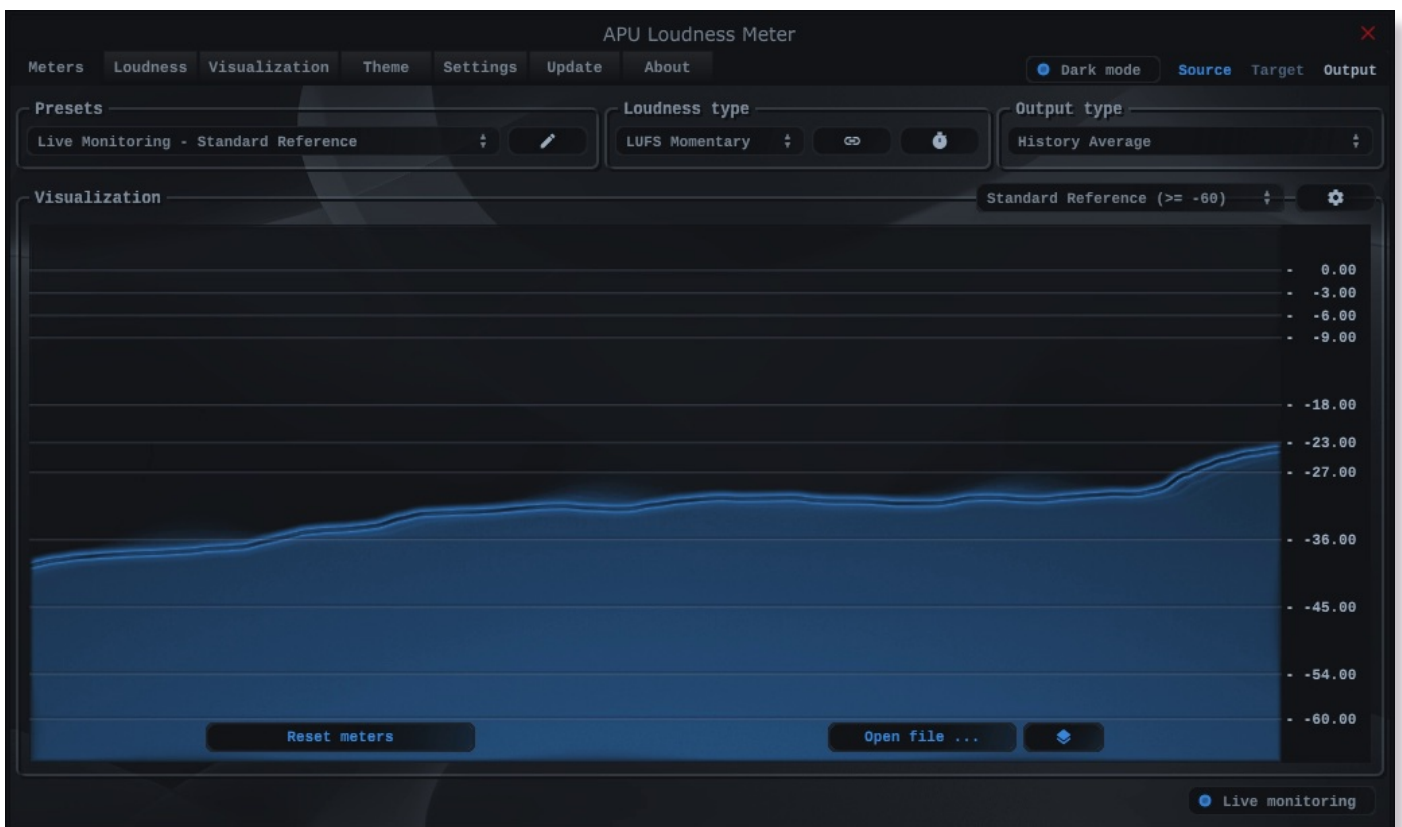 APU Loudness Meter
Meters Loudness Visualization Theme Settings Update About Dark mode Source Target Output
Presets Loudness type Output type
Live Monitoring - Standard Reference LUFS Momentary History Average
Visualization Standard Reference (>= -60)
- 0.00
- -3.00
- -6.00
- -9.00
- -18.00
- -23.00
- -27.00
- -36.00
- -45.00
- -54.00
- -60.00
Reset meters Open file ...
Live monitoring